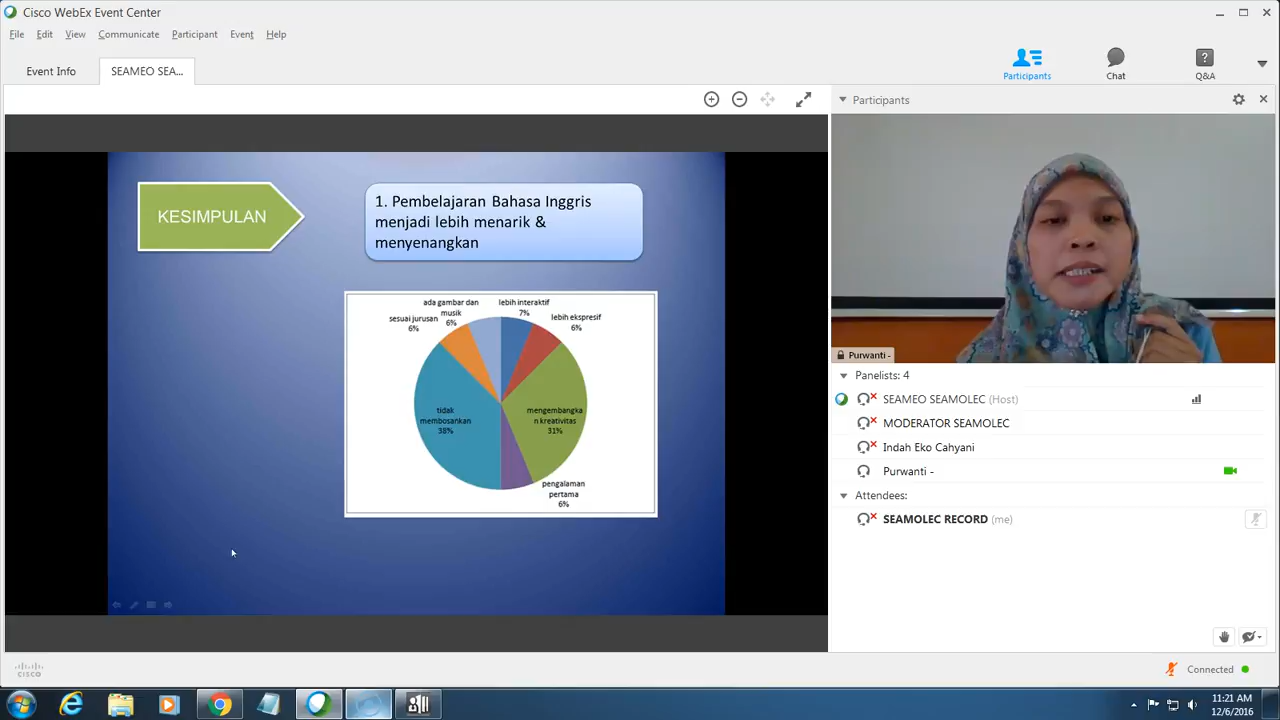 Cisco WebEx Event Center
File Edit View Communicate Participant Event Help
Event Info
SEAMEO SEA...
Participants
Chat
Q&A
Participants
KESIMPULAN
1. Pembelajaran Bahasa Inggris
menjadi lebih menarik &
menyenangkan
ada gambar dan
musik
6%
lebih interaktif
7%
sesuai jurusan
6%
lebih ekspresif
6%
tidak
membosankan
38%
mengembangka
n kreativitas
31%
pengalaman
pertama
6%
Purwanti -
Panelists: 4
SEAMEO SEAMOLEC (Host)
MODERATOR SEAMOLEC
Indah Eko Cahyani
Purwanti -
Attendees:
SEAMOLEC RECORD (me)
CISCO
Connected
11:21 AM
12/6/2016